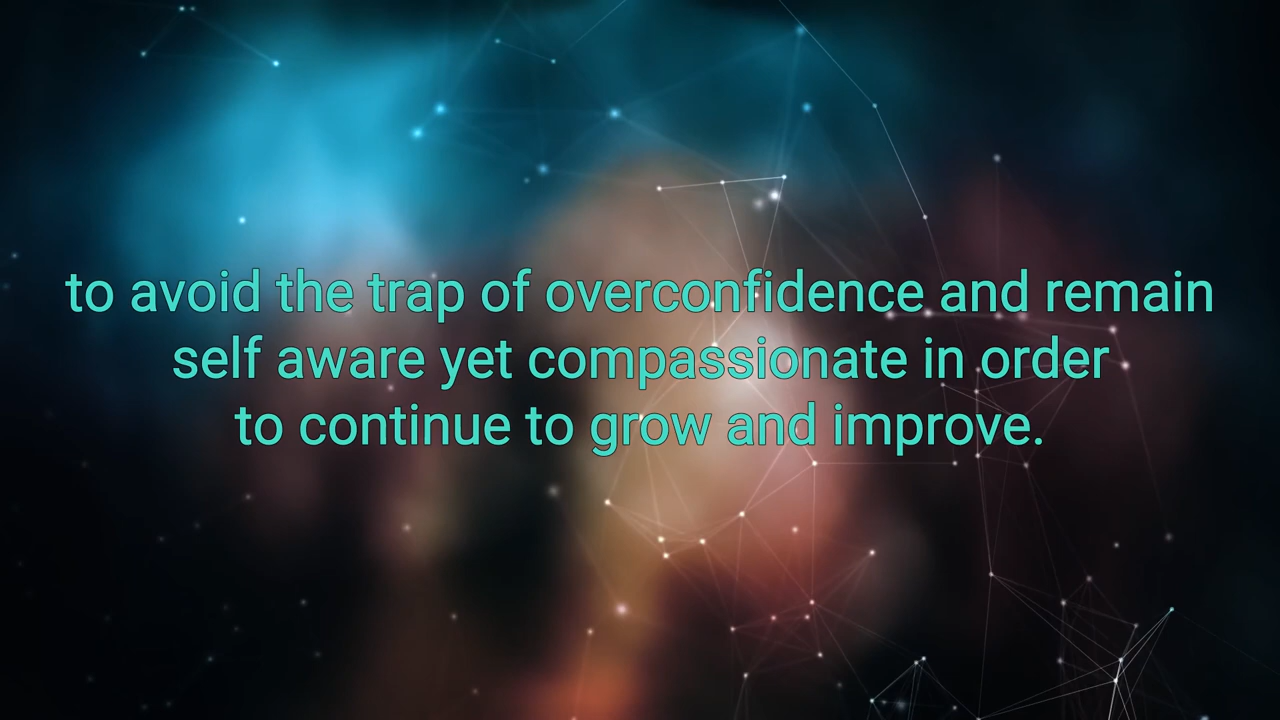 to avoid the trap of overconfidence and remain
self aware yet compassionate in order
to continue to grow and improve.